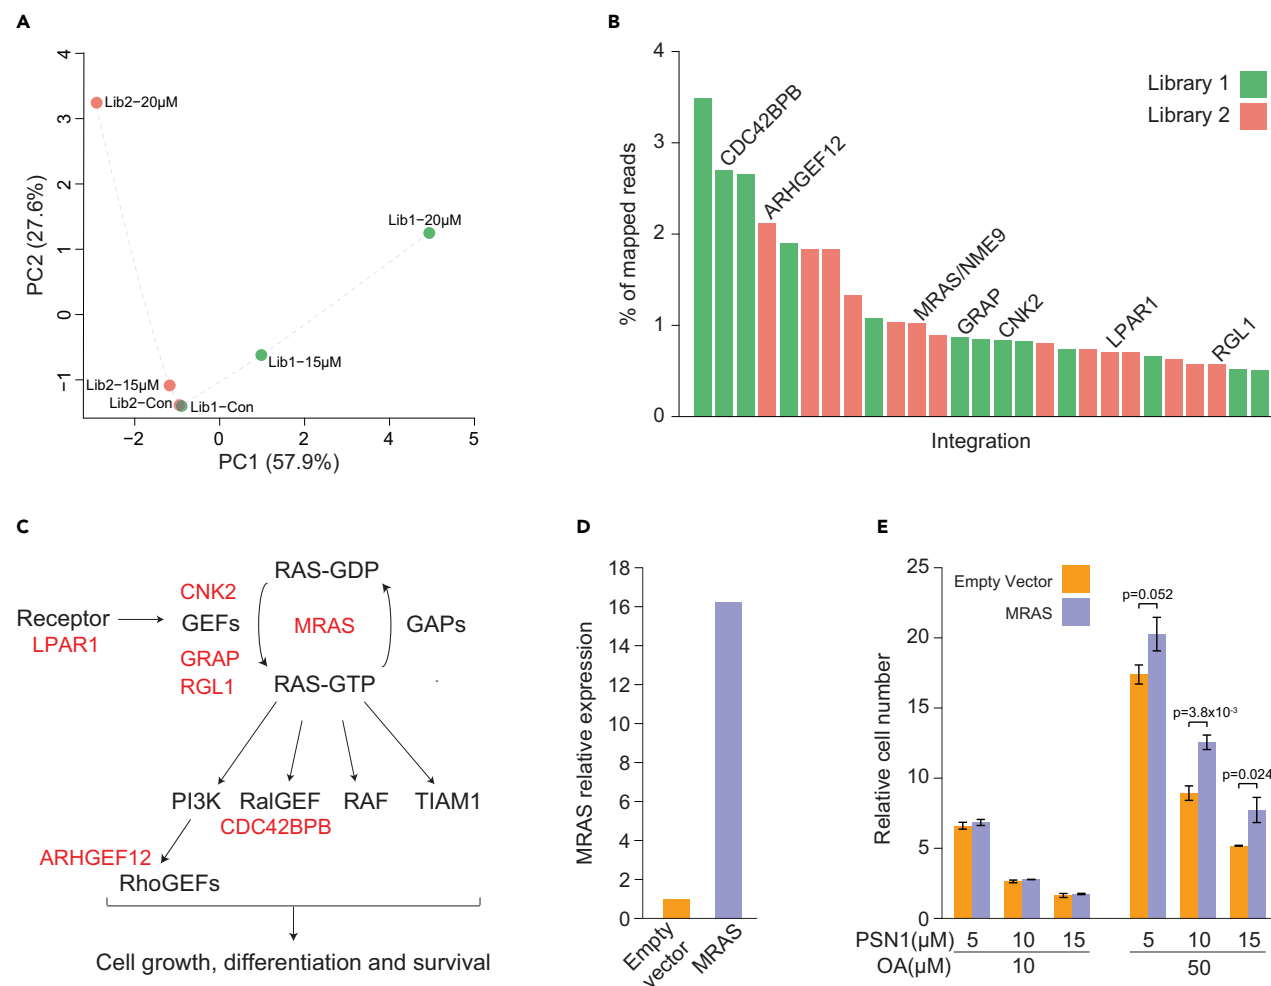 A
4
3
2
1
0
−1
−2
0
2
4
5
PC2 (27.6%)
PC1 (57.9%)
Lib2−20µM
Lib1−20µM
Lib1−15µM
Lib2−15µM
Lib2−Con
Lib1−Con
B
4
3
2
1
0
% of mapped reads
Integration
CDC42BPB
ARHGEF12
MRAS/NME9
GRAP
CNK2
LPAR1
RGL1
Library 1
Library 2
C
RAS-GDP
CNK2
Receptor
GEFs
MRAS
GAPs
LPAR1
GRAP
RGL1
RAS-GTP
PI3K
RalGEF
RAF
TIAM1
CDC42BPB
ARHGEF12
RhoGEFs
Cell growth, differentiation and survival
D
18
16
14
12
10
8
6
4
2
0
MRAS relative expression
Empty
vector
MRAS
E
25
20
15
10
5
0
Relative cell number
Empty Vector
MRAS
p=0.052
p=3.8x10-3
p=0.024
PSN1(µM) 5 10 15 5 10 15
OA(µM) 10 50